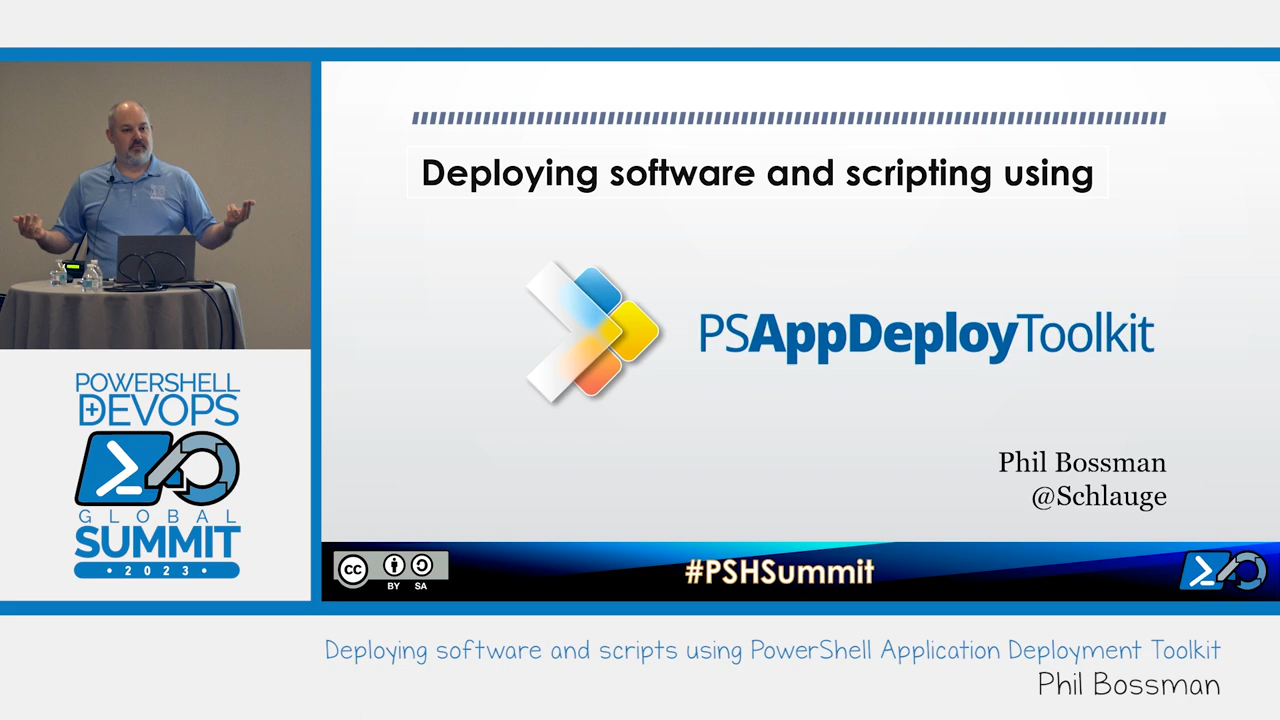 Deploying software and scripting using
PSAppDeployToolkit
Phil Bossman
@Schlauge
POWERSHELL
+DEVOPS
GLOBAL
SUMMIT
• 2023 •
cc
BY SA
#PSHSummit
Deploying software and scripts using PowerShell Application Deployment Toolkit
Phil Bossman